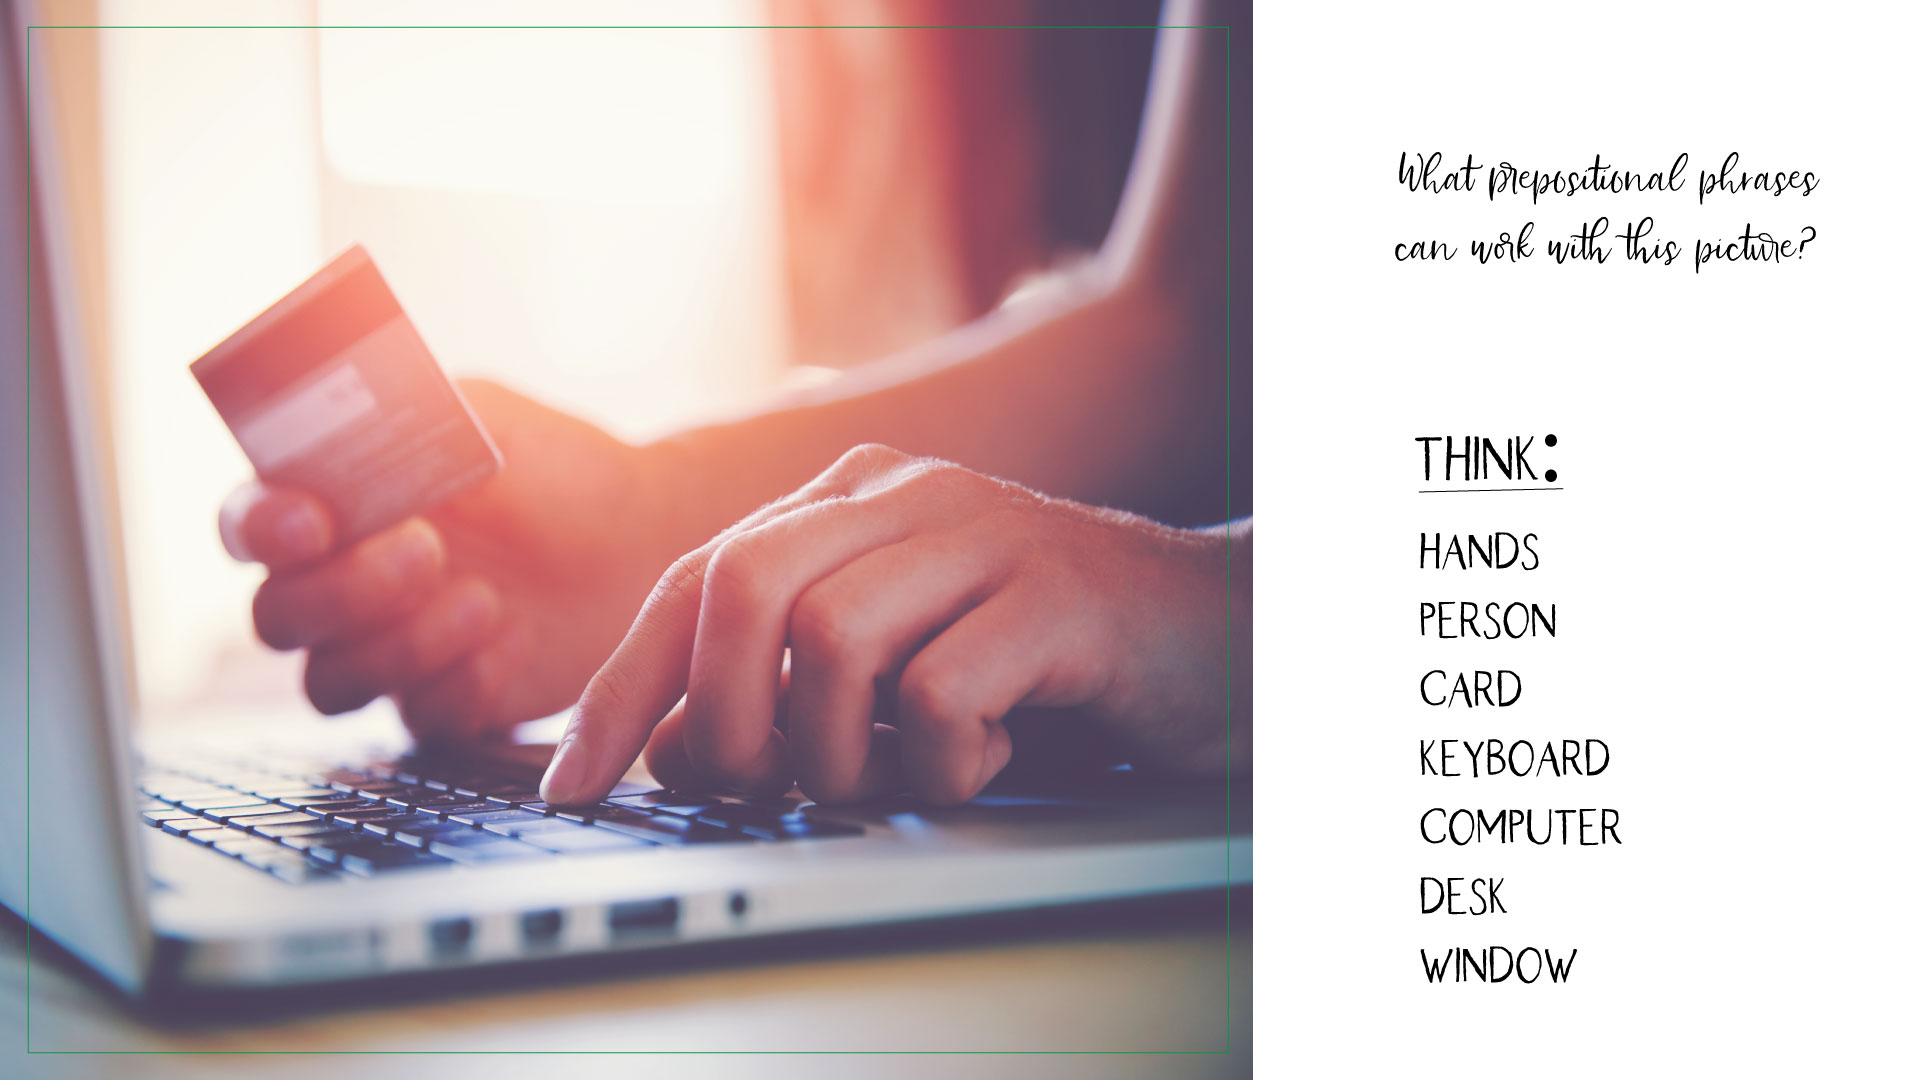 What prepositional phrases
can work with this picture?
THINK:
HANDS
PERSON
CARD
KEYBOARD
COMPUTER
DESK
WINDOW